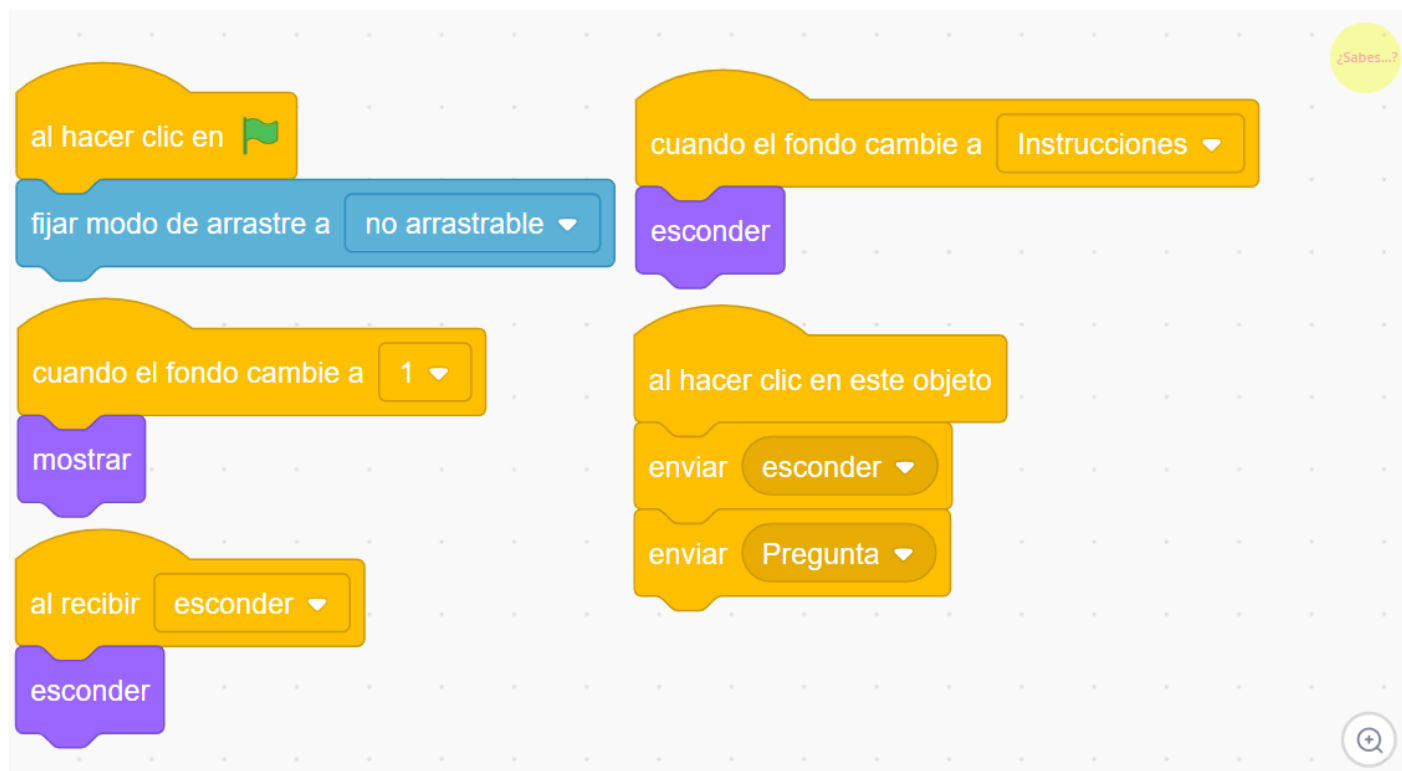 al hacer clic en
fijar modo de arrastre a no arrastrable
cuando el fondo cambie a 1
mostrar
al recibir esconder
esconder
cuando el fondo cambie a Instrucciones
esconder
al hacer clic en este objeto
enviar esconder
enviar Pregunta
¿Sabes...?